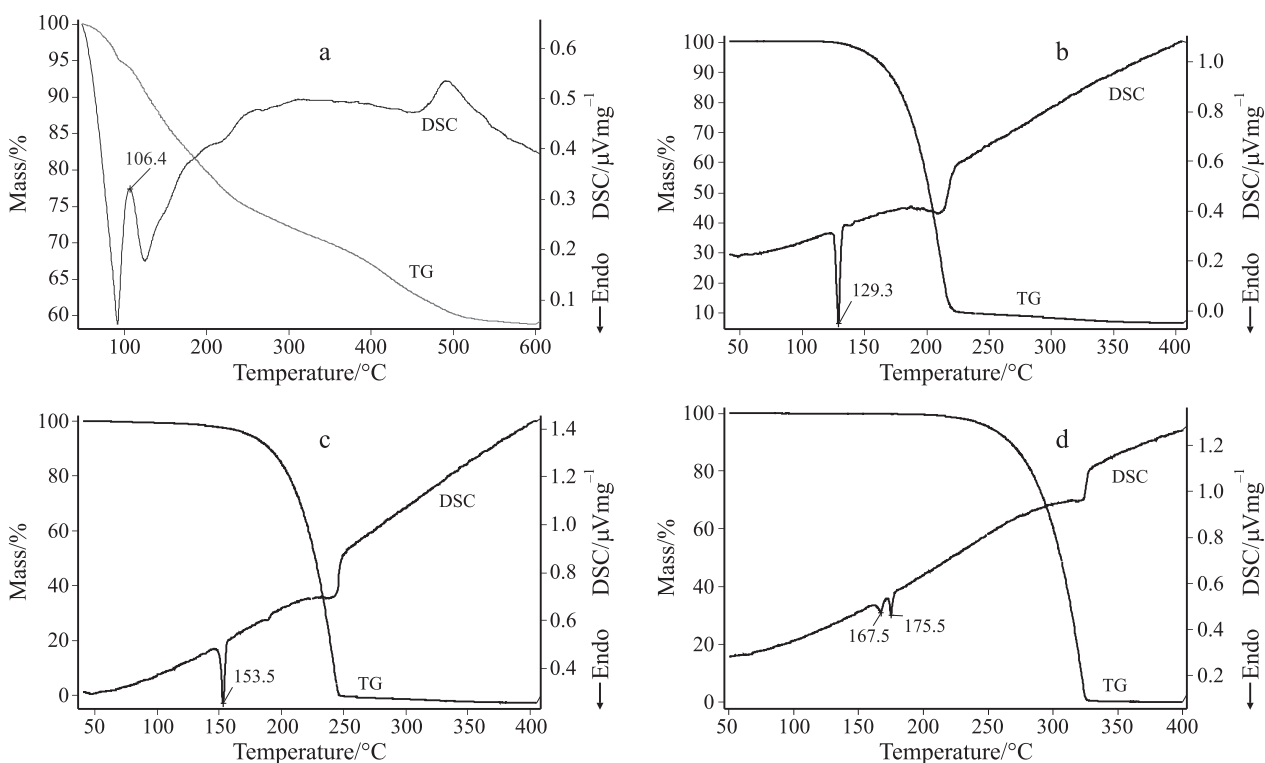 a
100
95
90
85
80
75
70
65
60
Mass/%
106.4
DSC
TG
0.6
0.5
0.4
0.3
0.2
0.1
DSC/µVmg⁻¹
Endo
100 200 300 400 500 600
Temperature/°C
b
100
90
80
70
60
50
40
30
20
10
Mass/%
DSC
129.3
TG
1.0
0.8
0.6
0.4
0.2
0.0
DSC/µVmg⁻¹
Endo
50 100 150 200 250 300 350 400
Temperature/°C
c
100
80
60
40
20
0
Mass/%
DSC
153.5
TG
1.4
1.2
1.0
0.8
0.6
0.4
DSC/µVmg⁻¹
Endo
50 100 150 200 250 300 350 400
Temperature/°C
d
100
80
60
40
20
0
Mass/%
DSC
167.5
175.5
TG
1.2
1.0
0.8
0.6
0.4
0.2
DSC/µVmg⁻¹
Endo
50 100 150 200 250 300 350 400
Temperature/°C